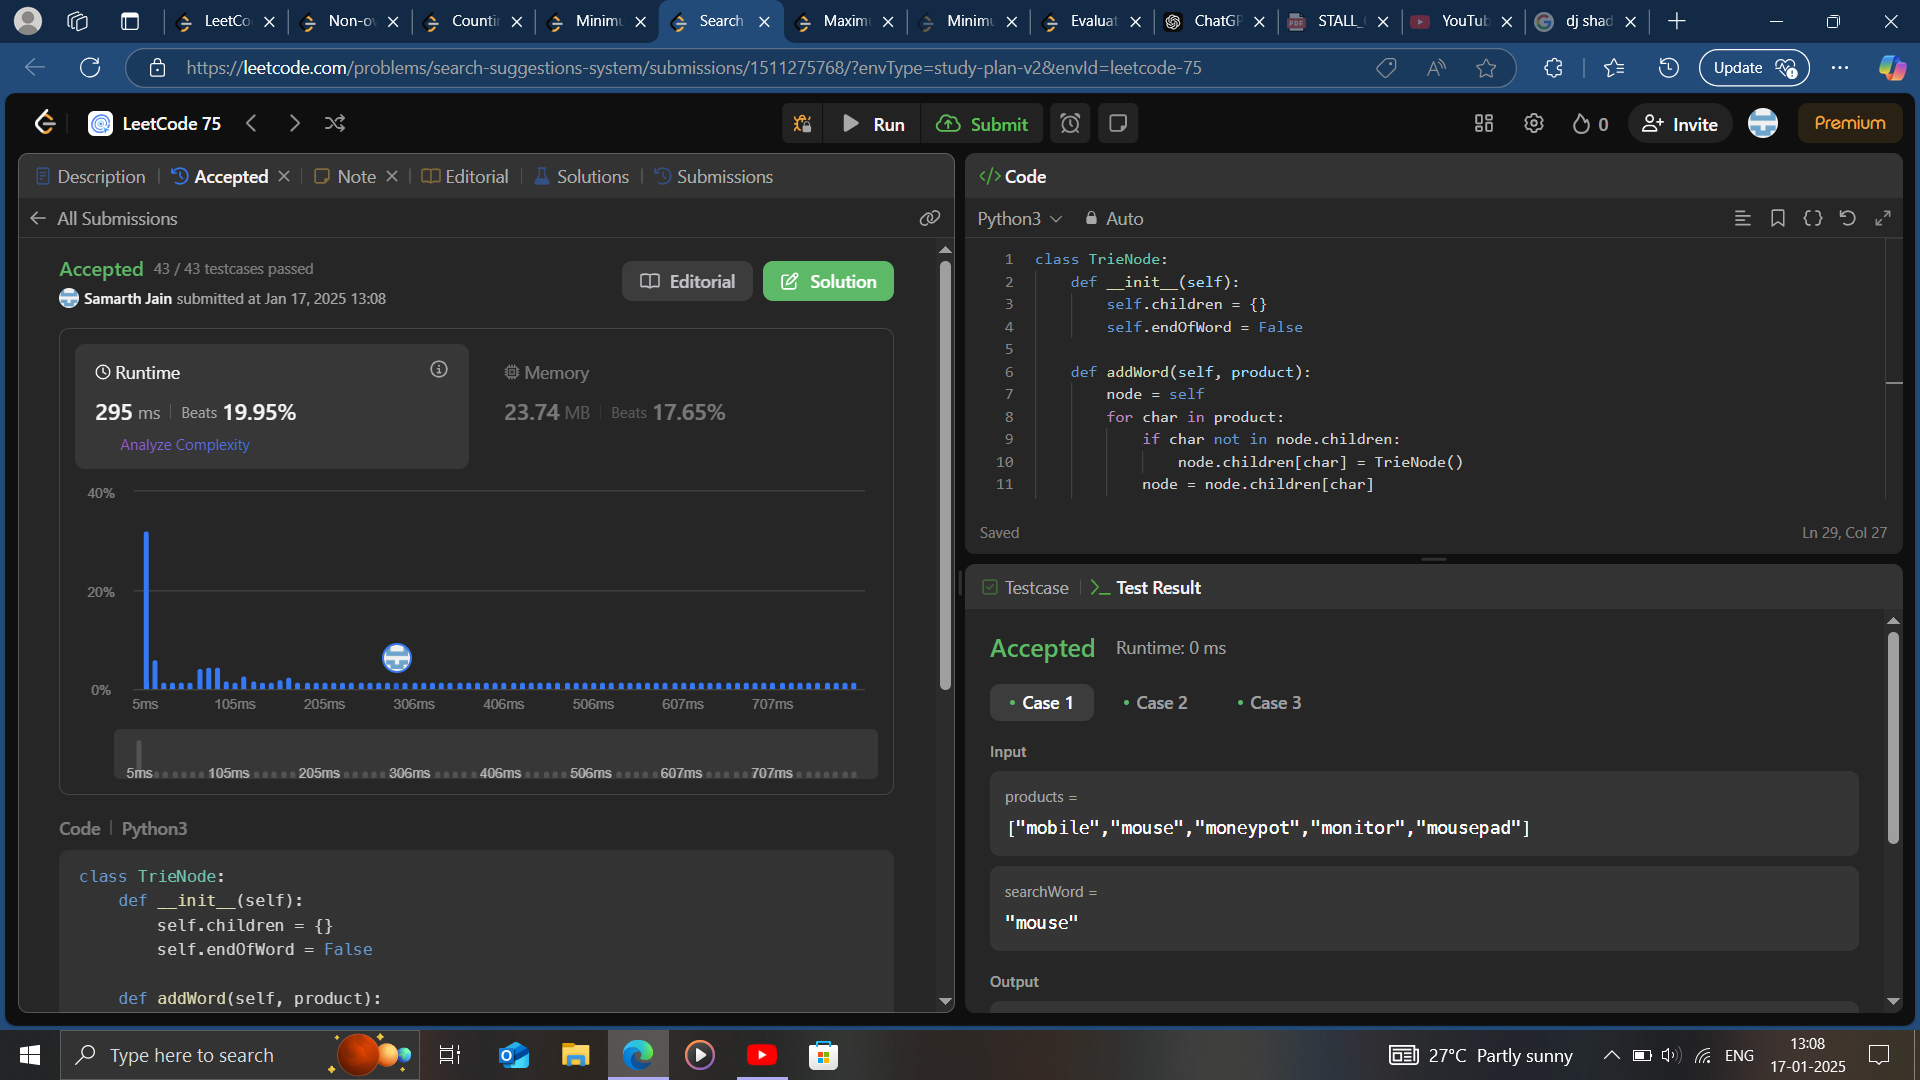 LeetCo
Non-ov
Countin
Minimu
Search
Maximu
Minimu
Evaluat
ChatGP
STALL_
YouTub
dj shad
https://leetcode.com/problems/search-suggestions-system/submissions/1511275768/?envType=study-plan-v2&envId=leetcode-75
Update
LeetCode 75
Run
Submit
0
Invite
Premium
Description
Accepted
Note
Editorial
Solutions
Submissions
All Submissions
Accepted 43 / 43 testcases passed
Samarth Jain submitted at Jan 17, 2025 13:08
Editorial
Solution
Runtime
295 ms | Beats 19.95%
Analyze Complexity
Memory
23.74 MB | Beats 17.65%
40%
20%
0%
5ms 105ms 205ms 306ms 406ms 506ms 607ms 707ms
5ms 105ms 205ms 306ms 406ms 506ms 607ms 707ms
Code | Python3
class TrieNode:
def __init__(self):
self.children = {}
self.endOfWord = False
def addWord(self, product):
</> Code
Python3 Auto
1 class TrieNode:
2 def __init__(self):
3 self.children = {}
4 self.endOfWord = False
5
6 def addWord(self, product):
7 node = self
8 for char in product:
9 if char not in node.children:
10 node.children[char] = TrieNode()
11 node = node.children[char]
Saved
Ln 29, Col 27
Testcase
Test Result
Accepted Runtime: 0 ms
• Case 1 • Case 2 • Case 3
Input
products =
["mobile","mouse","moneypot","monitor","mousepad"]
searchWord =
"mouse"
Output
Type here to search
27°C Partly sunny
ENG
13:08
17-01-2025